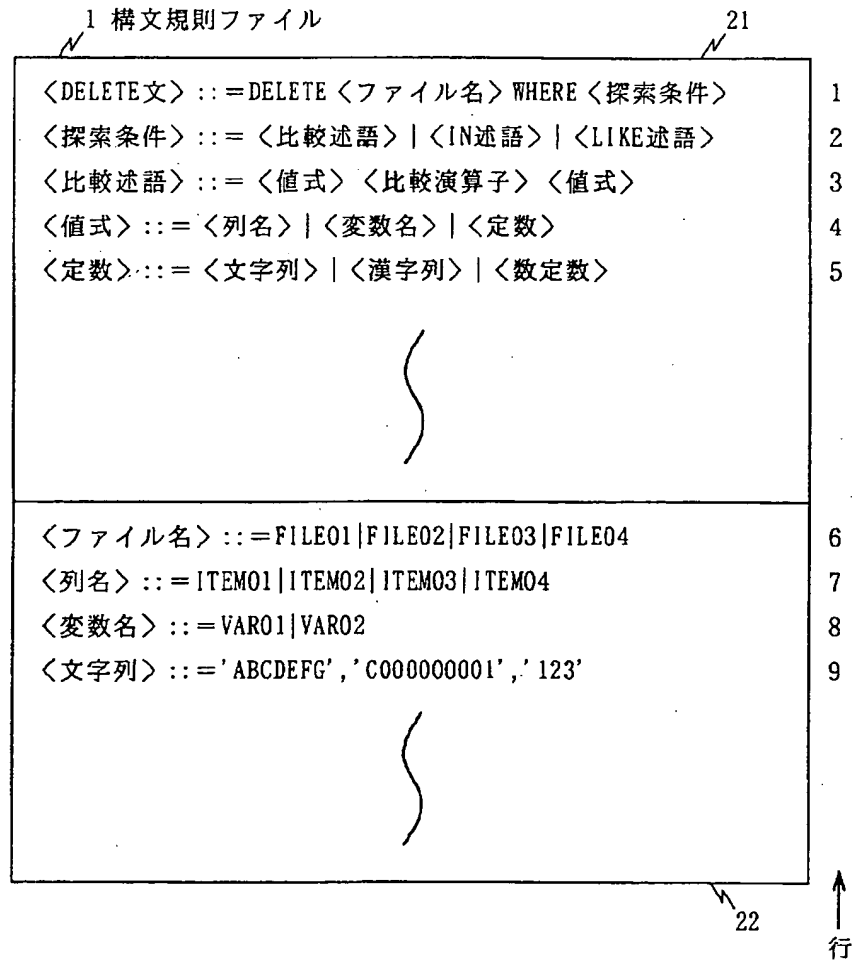 1 構文規則ファイル
21
<DELETE文> ::=DELETE <ファイル名> WHERE <探索条件> 1
<探索条件> ::= <比較述語> | <IN述語> | <LIKE述語> 2
<比較述語> ::= <値式> <比較演算子> <値式> 3
<値式> ::= <列名> | <変数名> | <定数> 4
<定数> ::= <文字列> | <漢字列> | <数定数> 5
<ファイル名> ::=FILE01|FILE02|FILE03|FILE04 6
<列名> ::=ITEM01|ITEM02|ITEM03|ITEM04 7
<変数名> ::=VAR01|VAR02 8
<文字列> ::='ABCDEFG','C000000001','123' 9
22
行